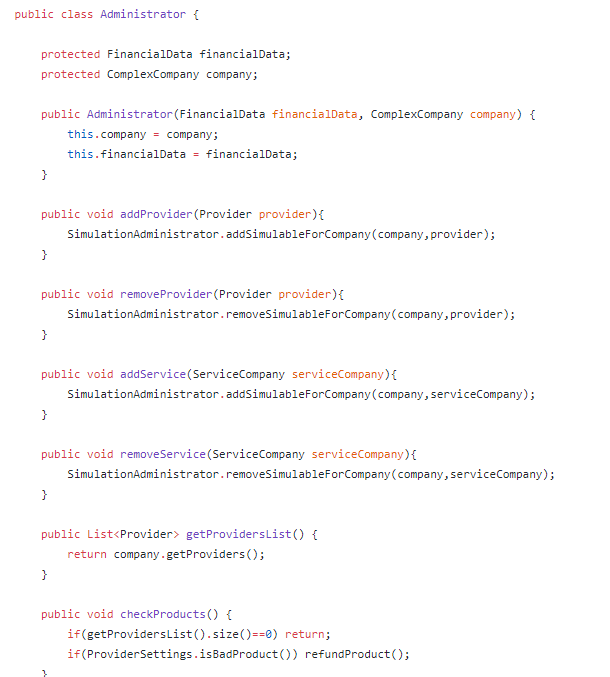 public class Administrator {
protected FinancialData financialData;
protected ComplexCompany company;
public Administrator(FinancialData financialData, ComplexCompany company) {
this.company = company;
this.financialData = financialData;
}
public void addProvider(Provider provider){
SimulationAdministrator.addSimulableForCompany(company,provider);
}
public void removeProvider(Provider provider){
SimulationAdministrator.removeSimulableForCompany(company,provider);
}
public void addService(ServiceCompany serviceCompany){
SimulationAdministrator.addSimulableForCompany(company,serviceCompany);
}
public void removeService(ServiceCompany serviceCompany){
SimulationAdministrator.removeSimulableForCompany(company,serviceCompany);
}
public List<Provider> getProvidersList() {
return company.getProviders();
}
public void checkProducts() {
if(getProvidersList().size()==0) return;
if(ProviderSettings.isBadProduct()) refundProduct();
}